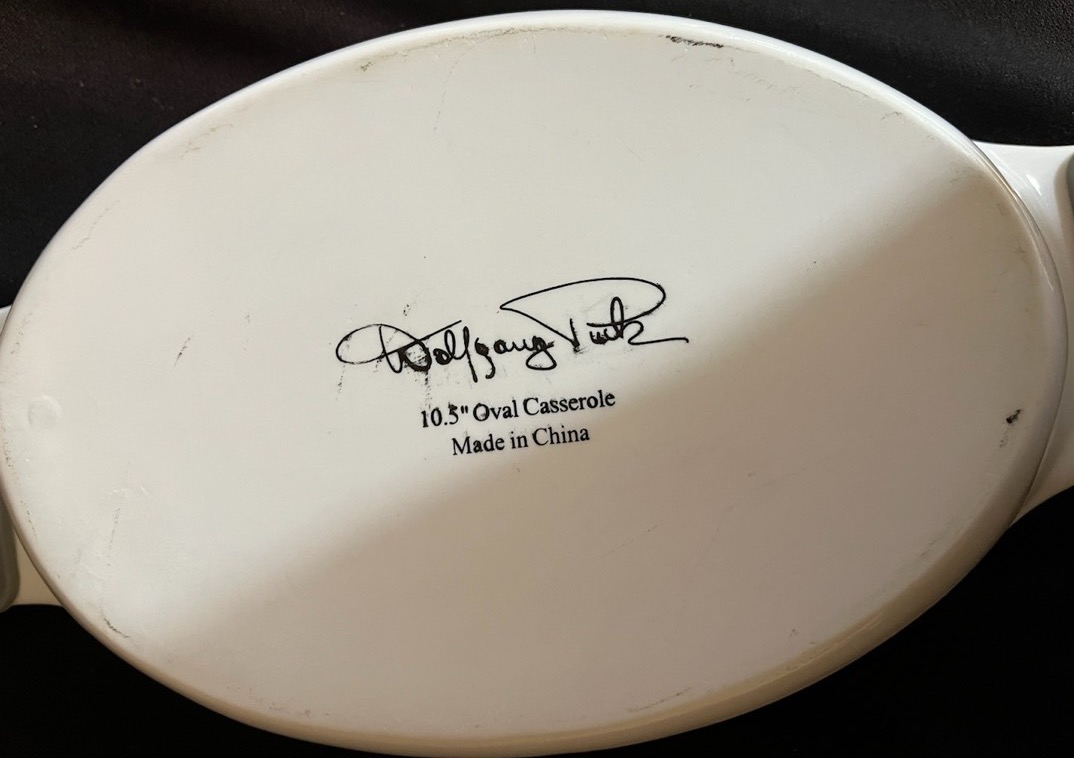 Wolfgang Puck
10.5" Oval Casserole
Made in China